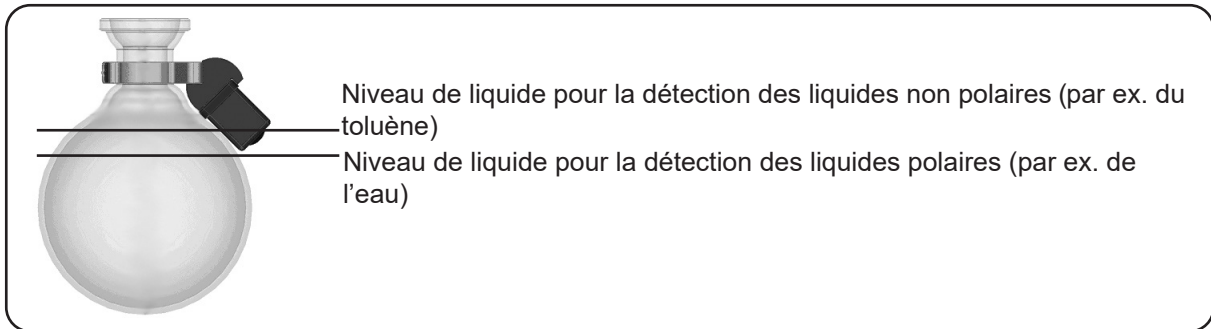 Niveau de liquide pour la détection des liquides non polaires (par ex. du
toluène)
Niveau de liquide pour la détection des liquides polaires (par ex. de
l’eau)